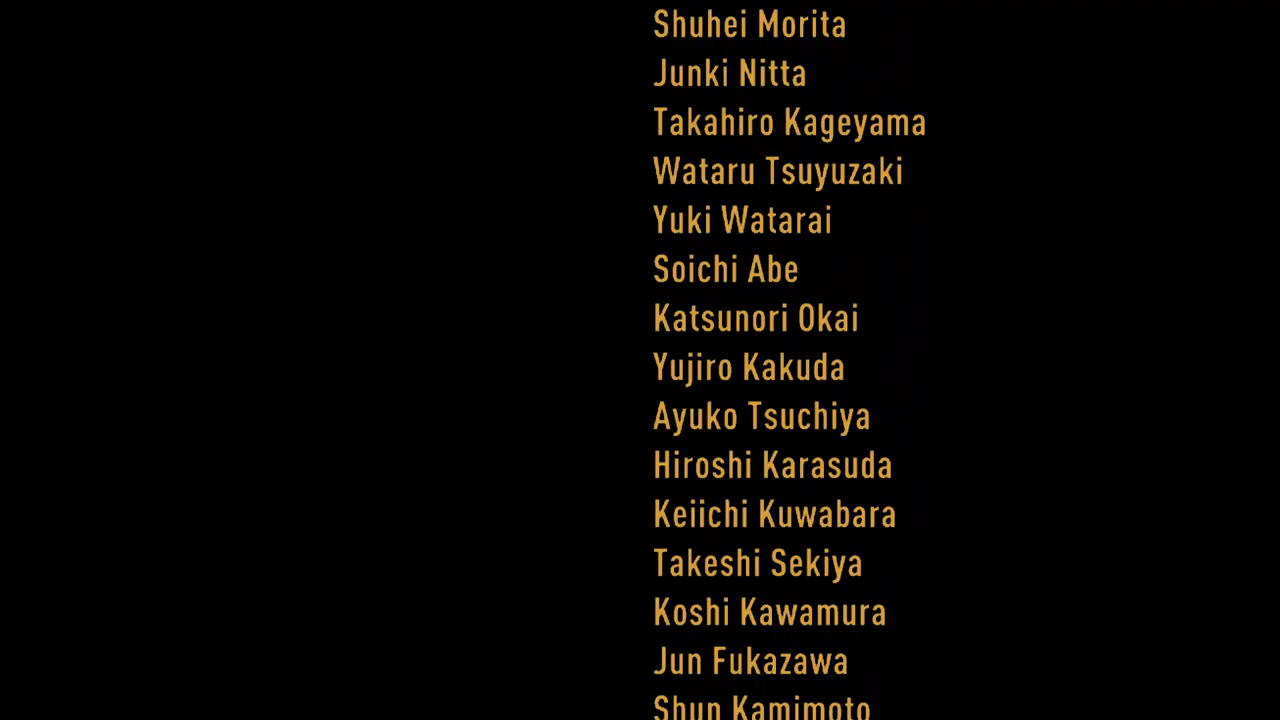 Shuhei Morita
Junki Nitta
Takahiro Kageyama
Wataru Tsuyuzaki
Yuki Watarai
Soichi Abe
Katsunori Okai
Yujiro Kakuda
Ayuko Tsuchiya
Hiroshi Karasuda
Keiichi Kuwabara
Takeshi Sekiya
Koshi Kawamura
Jun Fukazawa
Shun Kamimoto